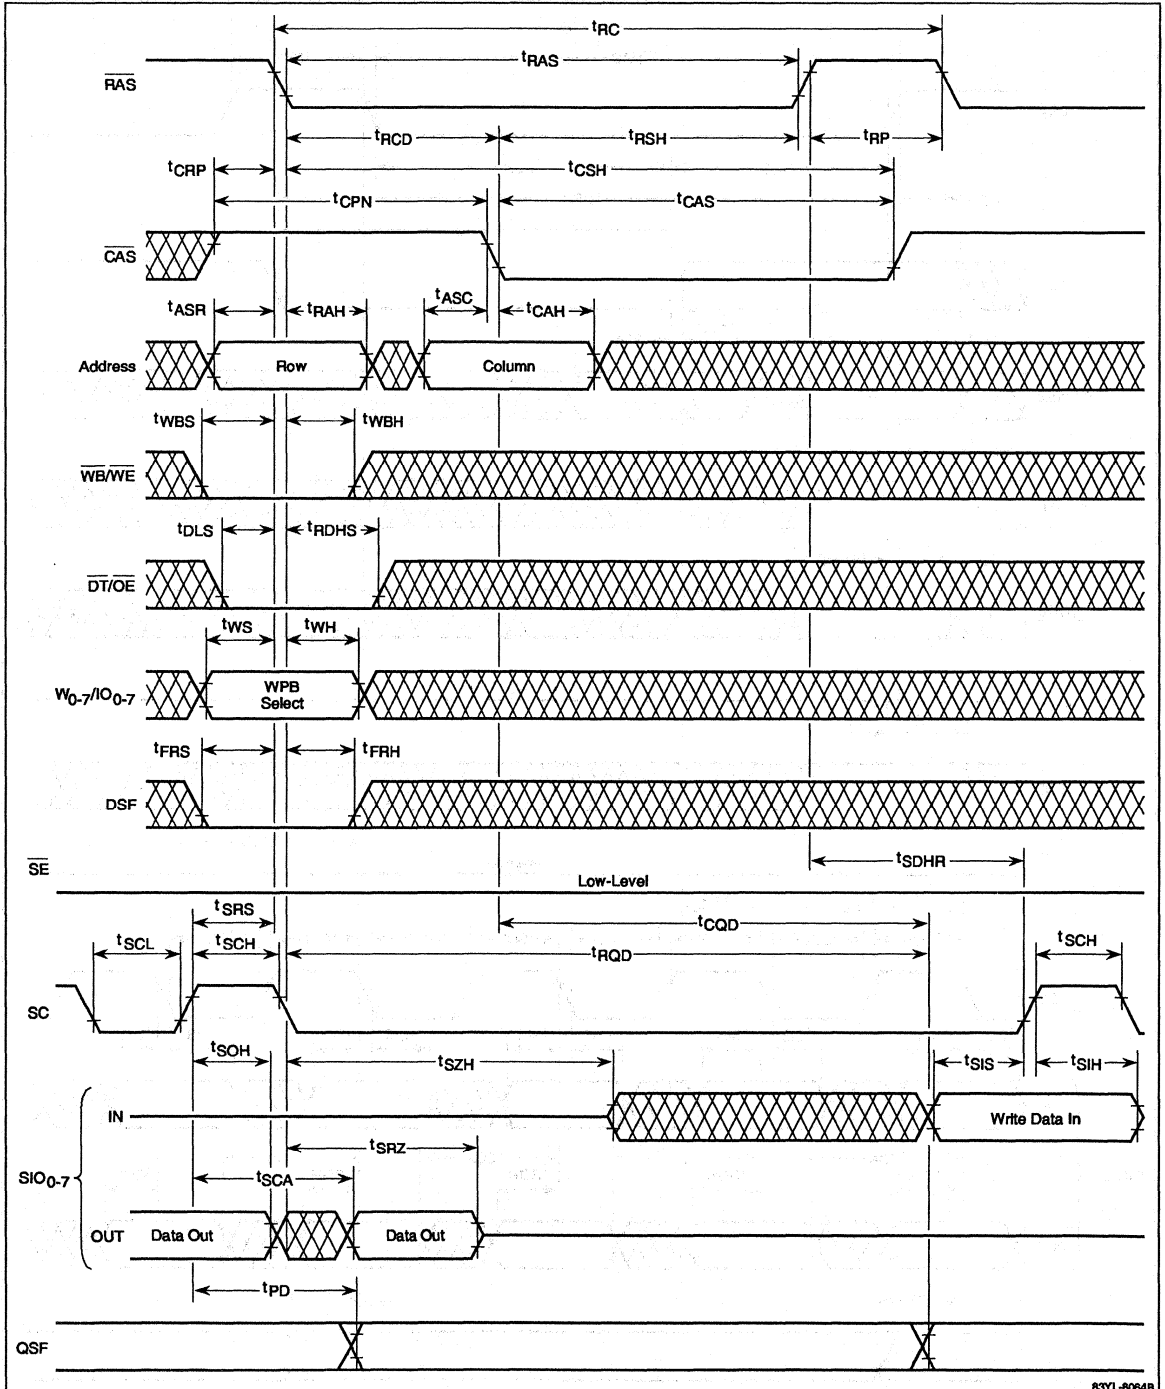 tRC
tRAS
RAS
tRCD
tRSH
tRP
tCRP
tCSH
tCPN
tCAS
CAS
tASR
tRAH
tASC
tCAH
Address
Row
Column
tWBS
tWBH
WB/WE
tDLS
tRDHS
DT/OE
tWS
tWH
W0-7/IO0-7
WPB
Select
tFRS
tFRH
DSF
tSDHR
SE
Low-Level
tSRS
tCQD
tSCL
tSCH
tRQD
tSCH
SC
tSOH
tSZH
tSIS
tSIH
IN
Write Data In
tSRZ
SIO0-7
tSCA
OUT
Data Out
Data Out
tPD
QSF
83YL-8064B